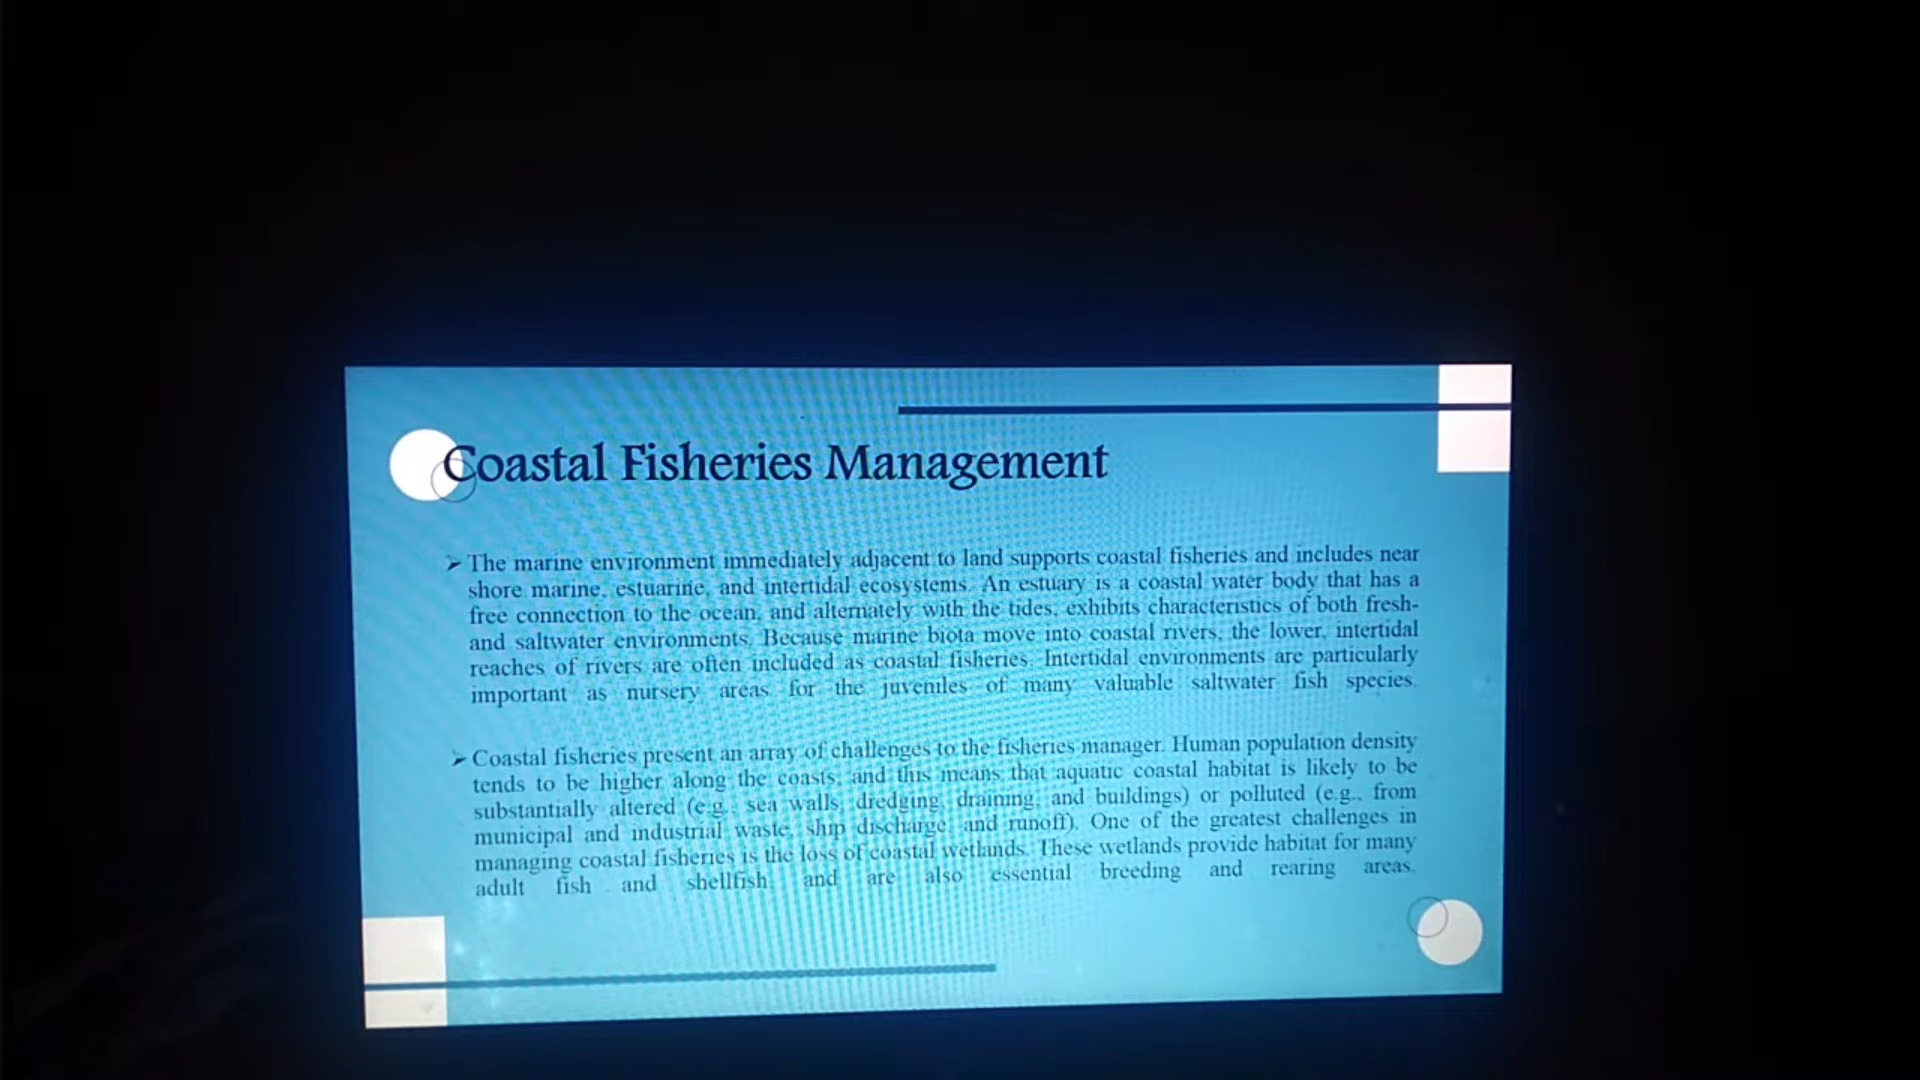 Coastal Fisheries Management
➢ The marine environment immediately adjacent to land supports coastal fisheries and includes near
shore marine, estuarine, and intertidal ecosystems. An estuary is a coastal water body that has a
free connection to the ocean, and alternately with the tides, exhibits characteristics of both fresh-
and saltwater environments. Because marine biota move into coastal rivers, the lower, intertidal
reaches of rivers are often included as coastal fisheries. Intertidal environments are particularly
important as nursery areas for the juveniles of many valuable saltwater fish species.
➢ Coastal fisheries present an array of challenges to the fisheries manager. Human population density
tends to be higher along the coasts, and this means that aquatic coastal habitat is likely to be
substantially altered (e.g., sea walls, dredging, draining, and buildings) or polluted (e.g., from
municipal and industrial waste, ship discharge, and runoff). One of the greatest challenges in
managing coastal fisheries is the loss of coastal wetlands. These wetlands provide habitat for many
adult fish and shellfish and are also essential breeding and rearing areas.